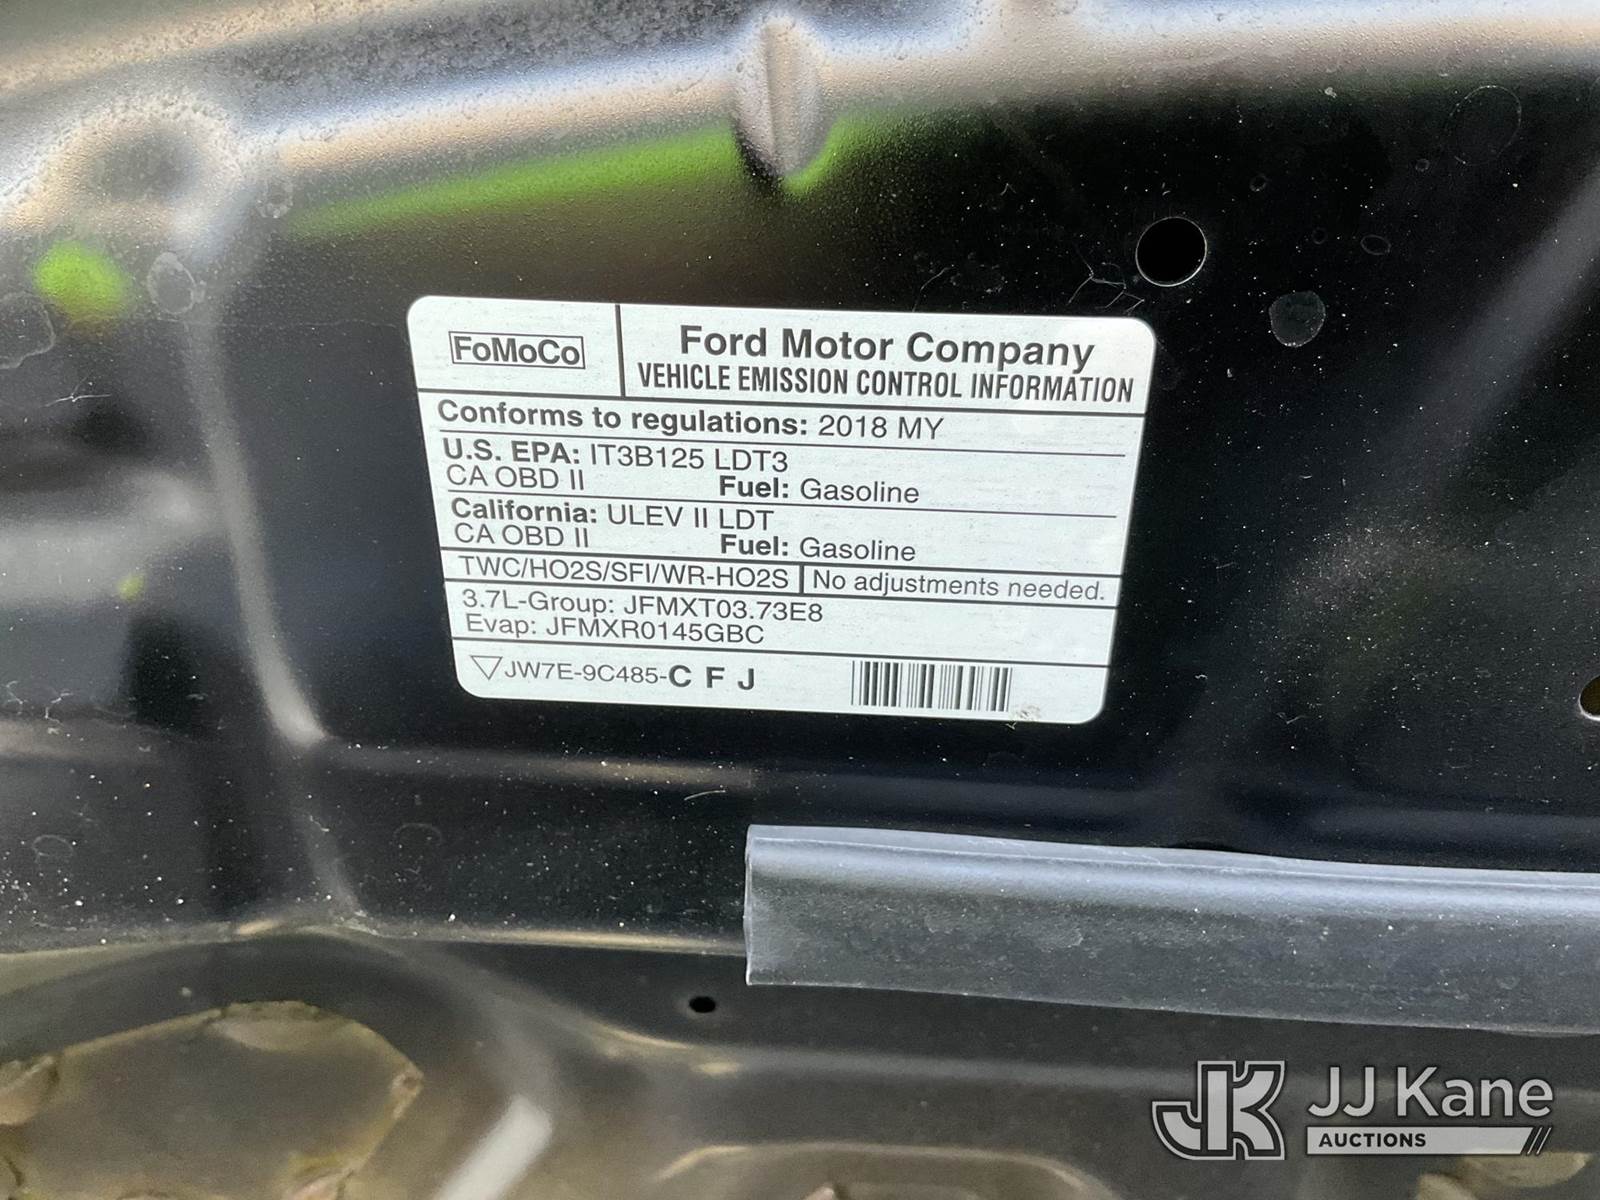 FoMoCo
Ford Motor Company
VEHICLE EMISSION CONTROL INFORMATION
Conforms to regulations: 2018 MY
U.S. EPA: IT3B125 LDT3
CA OBD II Fuel: Gasoline
California: ULEV II LDT
CA OBD II Fuel: Gasoline
TWC/HO2S/SFI/WR-HO2S No adjustments needed.
3.7L-Group: JFMXT03.73E8
Evap: JFMXR0145GBC
JW7E-9C485-C F J
JK JJ Kane
AUCTIONS